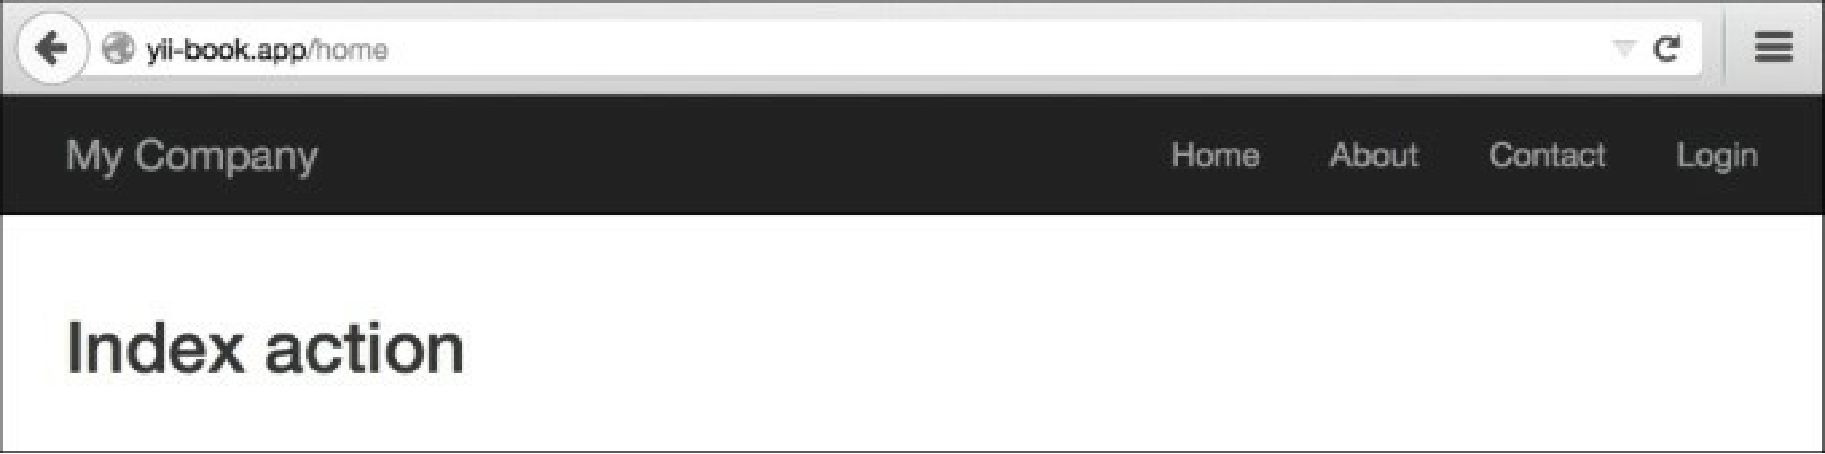 yii-book.app/home
My Company Home About Contact Login
Index action